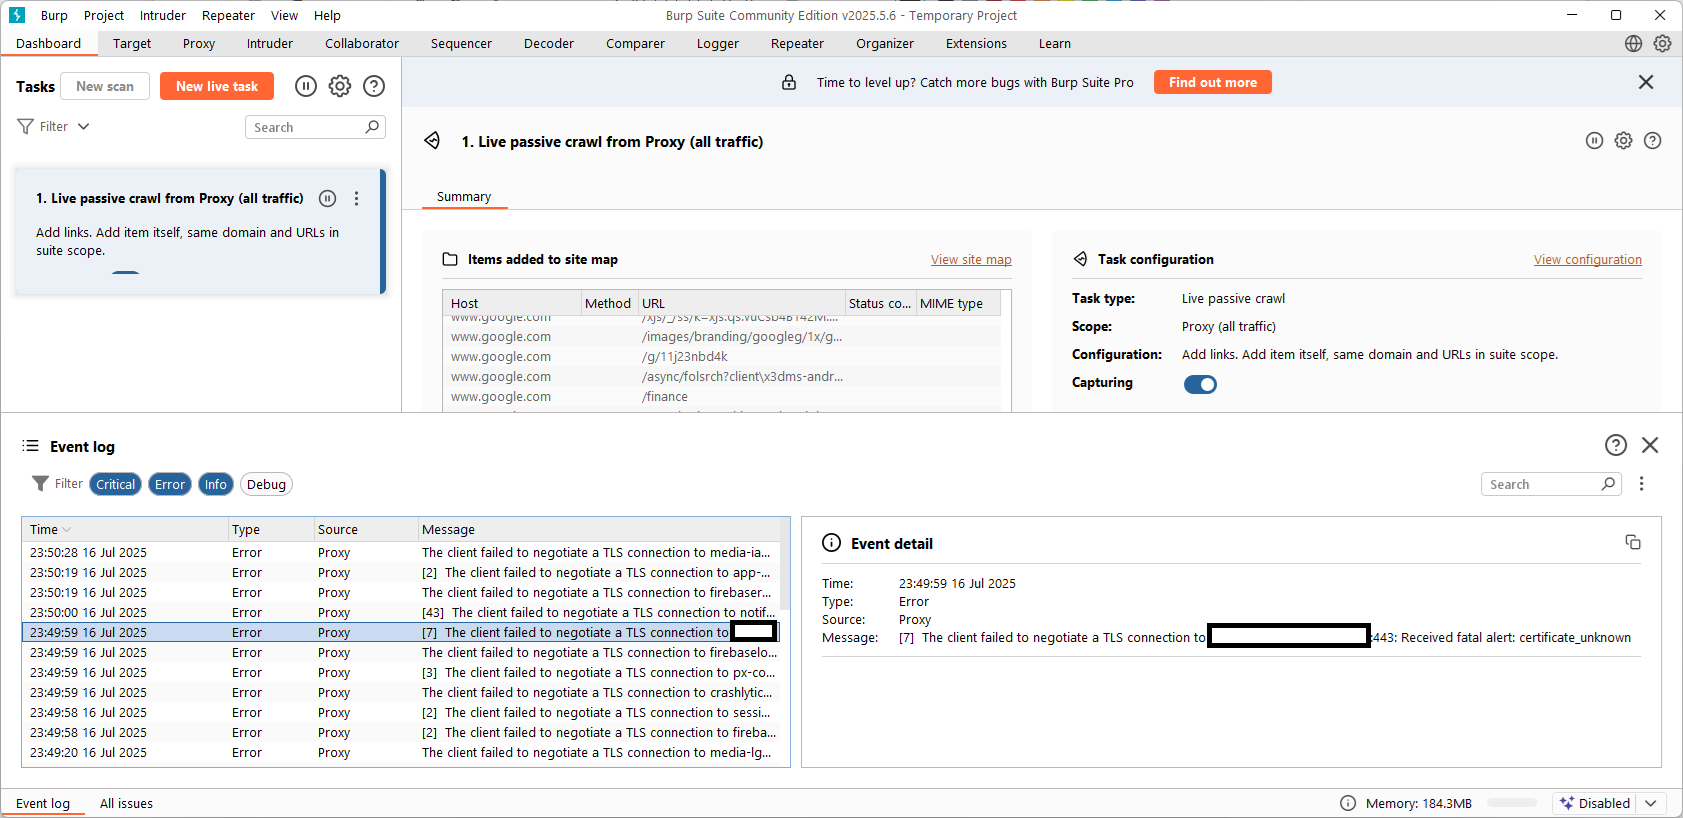 Burp Project Intruder Repeater View Help Burp Suite Community Edition v2025.5.6 - Temporary Project
Dashboard Target Proxy Intruder Collaborator Sequencer Decoder Comparer Logger Repeater Organizer Extensions Learn
Tasks New scan New live task
Time to level up? Catch more bugs with Burp Suite Pro Find out more
Filter Search
1. Live passive crawl from Proxy (all traffic)
Summary
1. Live passive crawl from Proxy (all traffic)
Add links. Add item itself, same domain and URLs in
suite scope.
Items added to site map View site map
Host Method URL Status co... MIME type
www.google.com
www.google.com /images/branding/googleg/1x/g...
www.google.com /g/11j23nbd4k
www.google.com /async/folsrch?client\x3dms-andr...
www.google.com /finance
Task configuration View configuration
Task type: Live passive crawl
Scope: Proxy (all traffic)
Configuration: Add links. Add item itself, same domain and URLs in suite scope.
Capturing
Event log
Filter Critical Error Info Debug Search
Time Type Source Message
23:50:28 16 Jul 2025 Error Proxy The client failed to negotiate a TLS connection to media-ia...
23:50:19 16 Jul 2025 Error Proxy [2] The client failed to negotiate a TLS connection to app-...
23:50:19 16 Jul 2025 Error Proxy The client failed to negotiate a TLS connection to firebaser...
23:50:00 16 Jul 2025 Error Proxy [43] The client failed to negotiate a TLS connection to notif...
23:49:59 16 Jul 2025 Error Proxy [7] The client failed to negotiate a TLS connection to
23:49:59 16 Jul 2025 Error Proxy The client failed to negotiate a TLS connection to firebaselo...
23:49:59 16 Jul 2025 Error Proxy [3] The client failed to negotiate a TLS connection to px-co...
23:49:59 16 Jul 2025 Error Proxy The client failed to negotiate a TLS connection to crashlytic...
23:49:58 16 Jul 2025 Error Proxy [2] The client failed to negotiate a TLS connection to sessi...
23:49:58 16 Jul 2025 Error Proxy [2] The client failed to negotiate a TLS connection to fireba...
23:49:20 16 Jul 2025 Error Proxy The client failed to negotiate a TLS connection to media-lg...
Event detail
Time: 23:49:59 16 Jul 2025
Type: Error
Source: Proxy
Message: [7] The client failed to negotiate a TLS connection to :443: Received fatal alert: certificate_unknown
Event log All issues Memory: 184.3MB Disabled